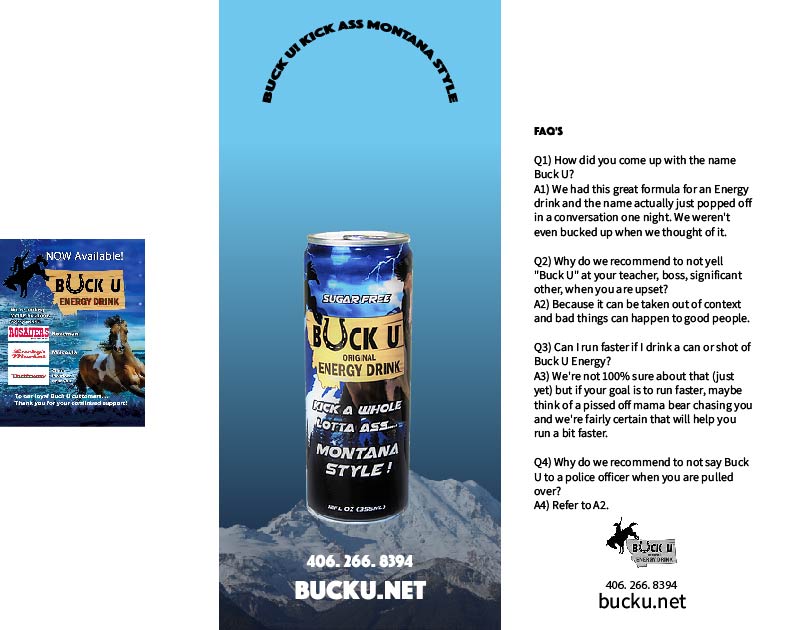 NOW Available!
BUCK U
ENERGY DRINK
ROSAUERS Bozeman
Missoula
To our loyal Buck U customers....
Thank you for your continued support!
BUCK U! KICK ASS MONTANA STYLE
SUGAR FREE
BUCK U
ORIGINAL
ENERGY DRINK
KICK A WHOLE
LOTTA ASS...
MONTANA
STYLE!
12FL OZ (355ML)
406. 266. 8394
BUCKU.NET
FAQ'S
Q1) How did you come up with the name
Buck U?
A1) We had this great formula for an Energy
drink and the name actually just popped off
in a conversation one night. We weren't
even bucked up when we thought of it.
Q2) Why do we recommend to not yell
"Buck U" at your teacher, boss, significant
other, when you are upset?
A2) Because it can be taken out of context
and bad things can happen to good people.
Q3) Can I run faster if I drink a can or shot of
Buck U Energy?
A3) We're not 100% sure about that (just
yet) but if your goal is to run faster, maybe
think of a pissed off mama bear chasing you
and we're fairly certain that will help you
run a bit faster.
Q4) Why do we recommend to not say Buck
U to a police officer when you are pulled
over?
A4) Refer to A2.
BUCK U
ENERGY DRINK
406. 266. 8394
bucku.net